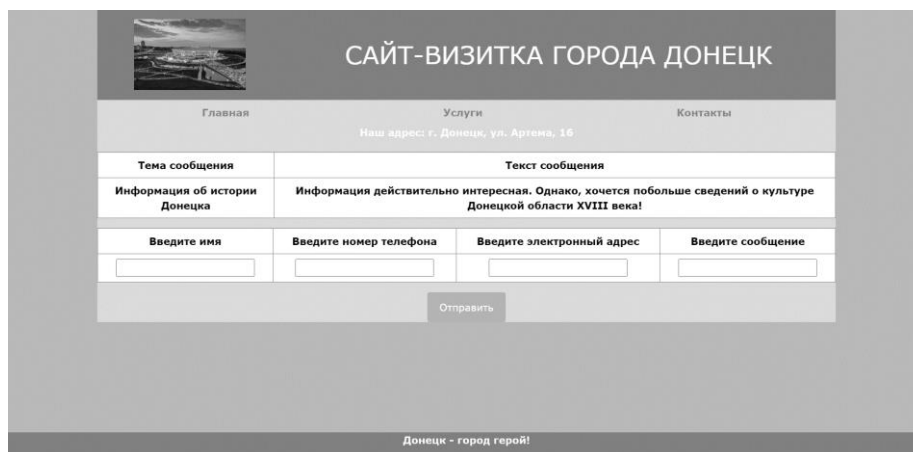 САЙТ-ВИЗИТКА ГОРОДА ДОНЕЦК
Главная Услуги Контакты
Наш адрес: г. Донецк, ул. Артема, 16
Тема сообщения Текст сообщения
Информация об истории Донецка Информация действительно интересная. Однако, хочется побольше сведений о культуре
Донецкой области XVIII века!
Введите имя Введите номер телефона Введите электронный адрес Введите сообщение
Отправить
Донецк - город герой!